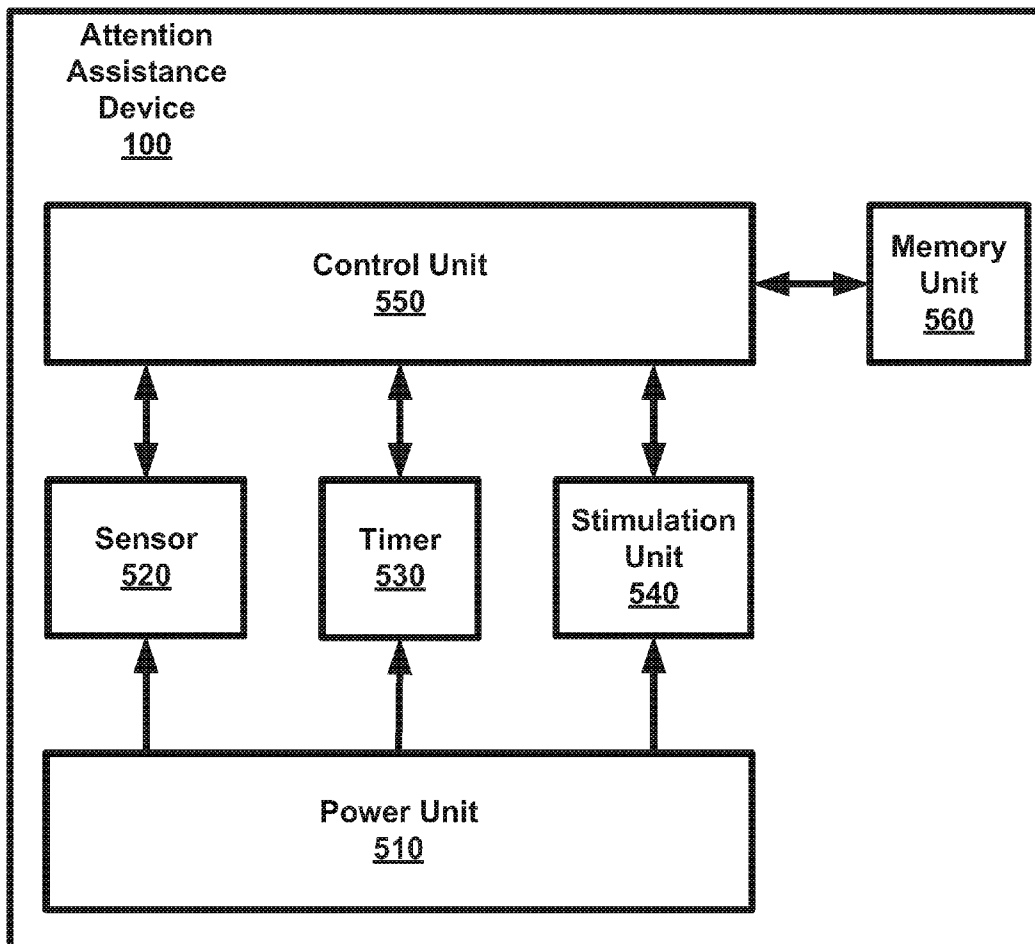 Attention
Assistance
Device
100
Control Unit
550
Memory
Unit
560
Sensor
520
Timer
530
Stimulation
Unit
540
Power Unit
510